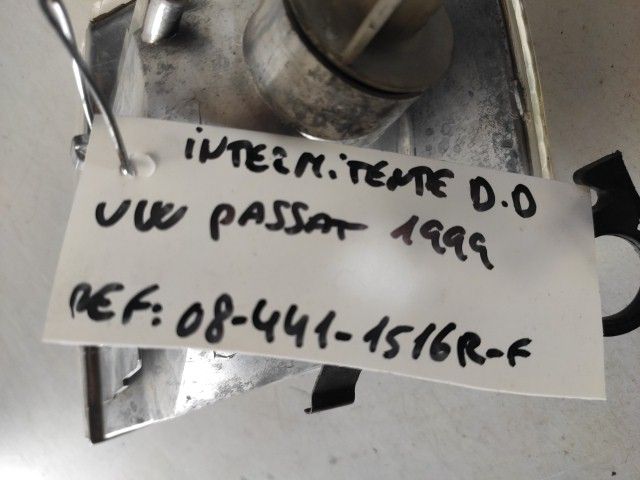 INTERMITENTE D.D
VW PASSAT 1999
REF: 08-441-1516R-F